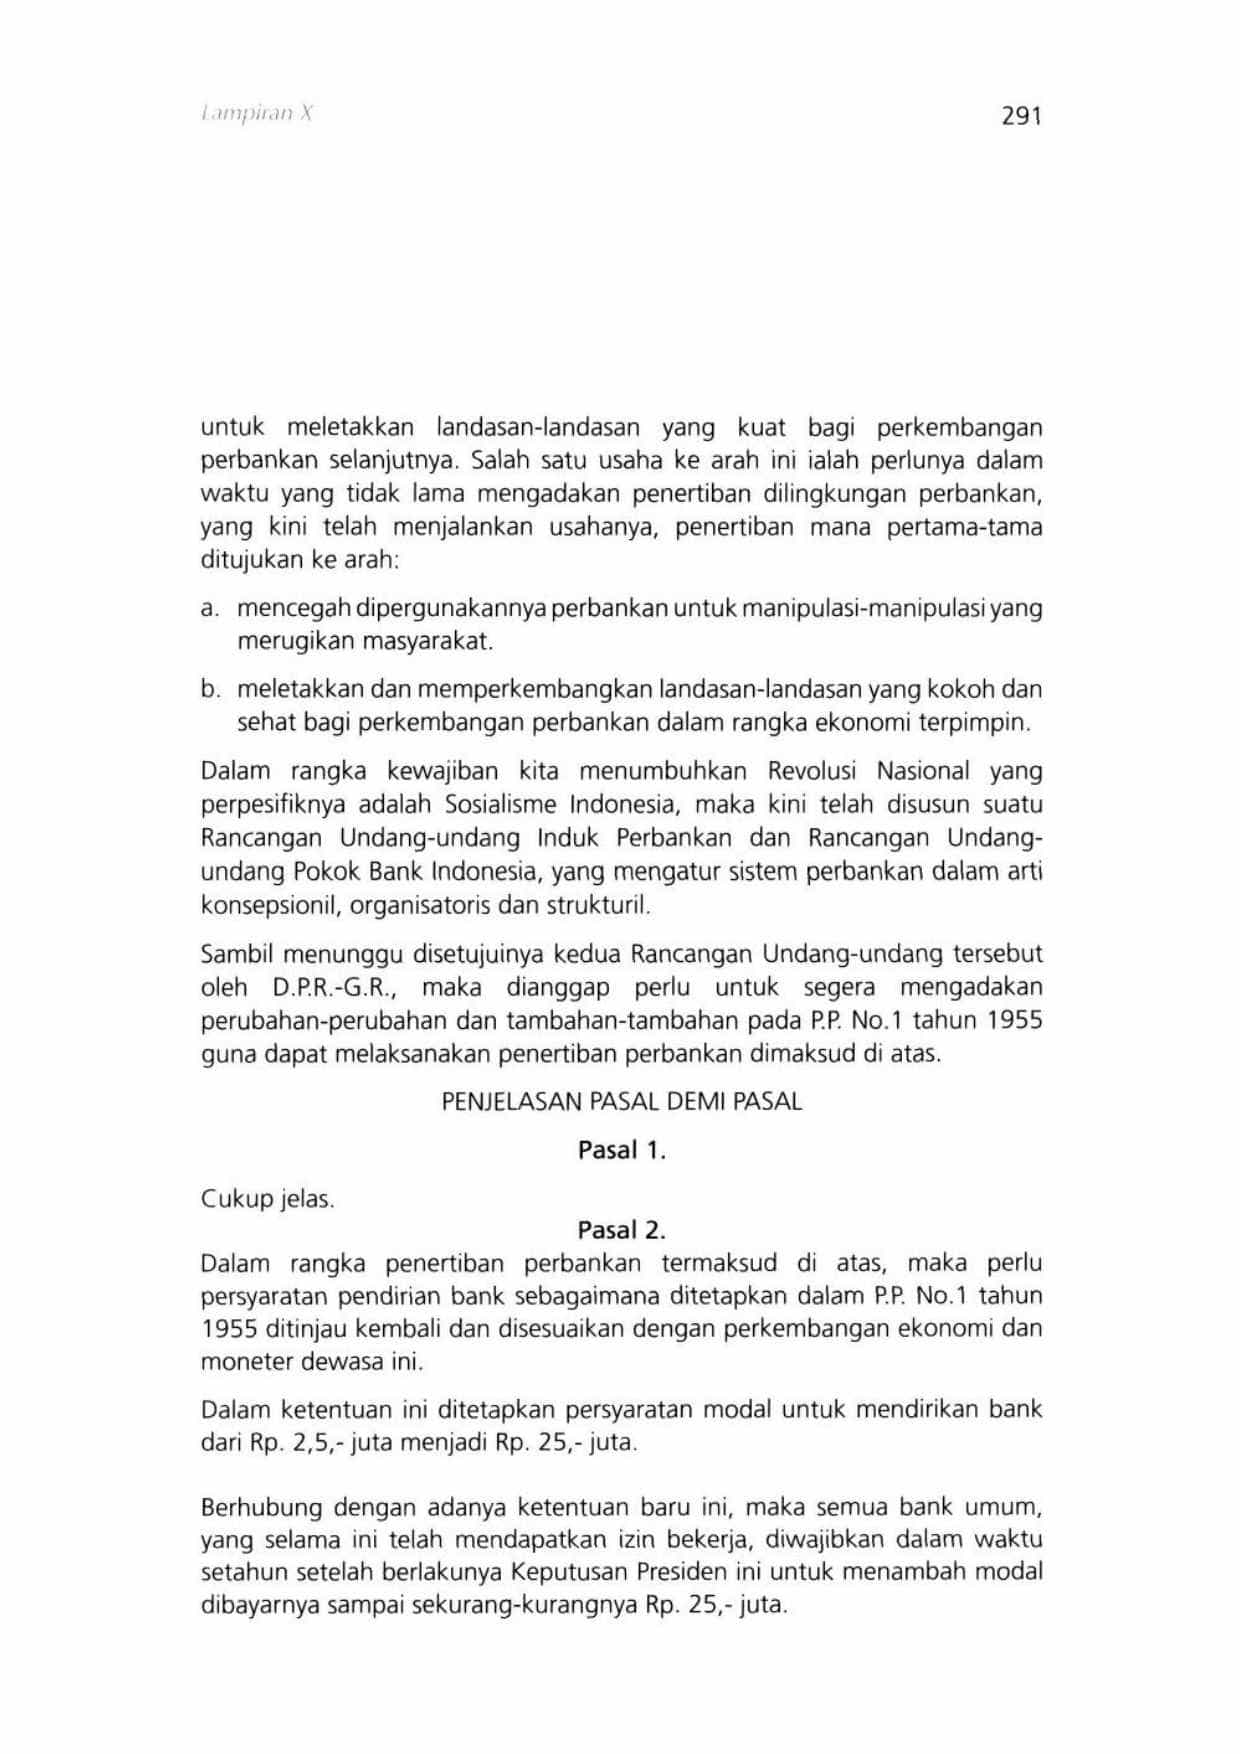 Lampiran X
291
untuk meletakkan landasan-landasan yang kuat bagi perkembangan
perbankan selanjutnya. Salah satu usaha ke arah ini ialah perlunya dalam
waktu yang tidak lama mengadakan penertiban dilingkungan perbankan,
yang kini telah menjalankan usahanya, penertiban mana pertama-tama
ditujukan ke arah:
a. mencegah dipergunakannya perbankan untuk manipulasi-manipulasi yang
merugikan masyarakat.
b. meletakkan dan memperkembangkan landasan-landasan yang kokoh dan
sehat bagi perkembangan perbankan dalam rangka ekonomi terpimpin.
Dalam rangka kewajiban kita menumbuhkan Revolusi Nasional yang
perpesifiknya adalah Sosialisme Indonesia, maka kini telah disusun suatu
Rancangan Undang-undang Induk Perbankan dan Rancangan Undang-
undang Pokok Bank Indonesia, yang mengatur sistem perbankan dalam arti
konsepsionil, organisatoris dan strukturil.
Sambil menunggu disetujuinya kedua Rancangan Undang-undang tersebut
oleh D.P.R.-G.R., maka dianggap perlu untuk segera mengadakan
perubahan-perubahan dan tambahan-tambahan pada P.P. No.1 tahun 1955
guna dapat melaksanakan penertiban perbankan dimaksud di atas.
PENJELASAN PASAL DEMI PASAL
Pasal 1.
Cukup jelas.
Pasal 2.
Dalam rangka penertiban perbankan termaksud di atas, maka perlu
persyaratan pendirian bank sebagaimana ditetapkan dalam P.P. No.1 tahun
1955 ditinjau kembali dan disesuaikan dengan perkembangan ekonomi dan
moneter dewasa ini.
Dalam ketentuan ini ditetapkan persyaratan modal untuk mendirikan bank
dari Rp. 2,5,- juta menjadi Rp. 25,- juta.
Berhubung dengan adanya ketentuan baru ini, maka semua bank umum,
yang selama ini telah mendapatkan izin bekerja, diwajibkan dalam waktu
setahun setelah berlakunya Keputusan Presiden ini untuk menambah modal
dibayarnya sampai sekurang-kurangnya Rp. 25,- juta.